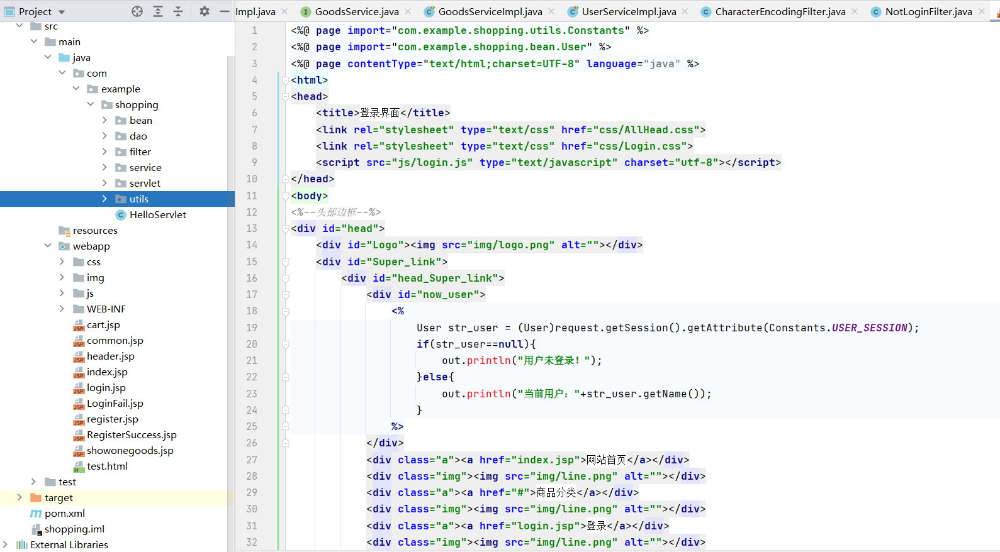 Project
Impl.java
GoodsService.java
GoodsServiceImpl.java
UserServiceImpl.java
CharacterEncodingFilter.java
NotLoginFilter.java
src
main
java
com
example
shopping
bean
dao
filter
service
servlet
utils
HelloServlet
resources
webapp
css
img
js
WEB-INF
cart.jsp
common.jsp
header.jsp
index.jsp
login.jsp
LoginFail.jsp
register.jsp
RegisterSuccess.jsp
showonegoods.jsp
test.html
test
target
pom.xml
shopping.iml
External Libraries
1 <%@ page import="com.example.shopping.utils.Constants" %>
2 <%@ page import="com.example.shopping.bean.User" %>
3 <%@ page contentType="text/html;charset=UTF-8" language="java" %>
4 <html>
5 <head>
6 <title>登录界面</title>
7 <link rel="stylesheet" type="text/css" href="css/AllHead.css">
8 <link rel="stylesheet" type="text/css" href="css/Login.css">
9 <script src="js/login.js" type="text/javascript" charset="utf-8"></script>
10 </head>
11 <body>
12 <%--头部边框--%>
13 <div id="head">
14 <div id="Logo"><img src="img/logo.png" alt=""></div>
15 <div id="Super_link">
16 <div id="head_Super_link">
17 <div id="now_user">
18 <%
19 User str_user = (User)request.getSession().getAttribute(Constants.USER_SESSION);
20 if(str_user==null){
21 out.println("用户未登录！");
22 }else{
23 out.println("当前用户："+str_user.getName());
24 }
25 %>
26 </div>
27 <div class="a"><a href="index.jsp">网站首页</a></div>
28 <div class="img"><img src="img/line.png" alt=""></div>
29 <div class="a"><a href="#">商品分类</a></div>
30 <div class="img"><img src="img/line.png" alt=""></div>
31 <div class="a"><a href="login.jsp">登录</a></div>
32 <div class="img"><img src="img/line.png" alt=""></div>